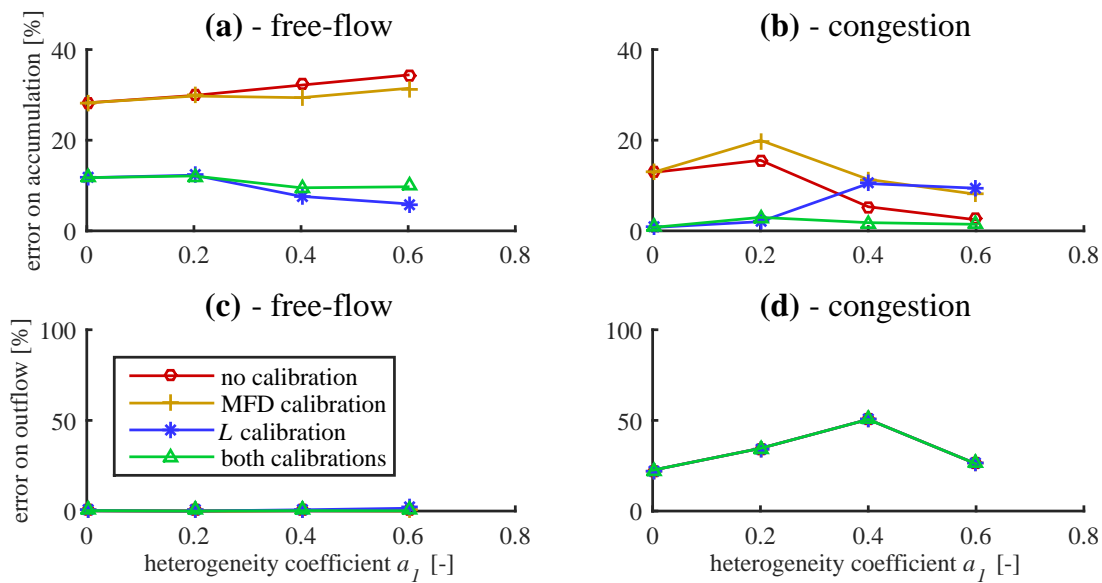 (a) - free-flow
(b) - congestion
error on accumulation [%]
40
20
0
0 0.2 0.4 0.6 0.8
40
20
0
0 0.2 0.4 0.6 0.8
(c) - free-flow
(d) - congestion
error on outflow [%]
100
50
0
no calibration
MFD calibration
L calibration
both calibrations
0 0.2 0.4 0.6 0.8
heterogeneity coefficient a1 [-]
100
50
0
0 0.2 0.4 0.6 0.8
heterogeneity coefficient a1 [-]